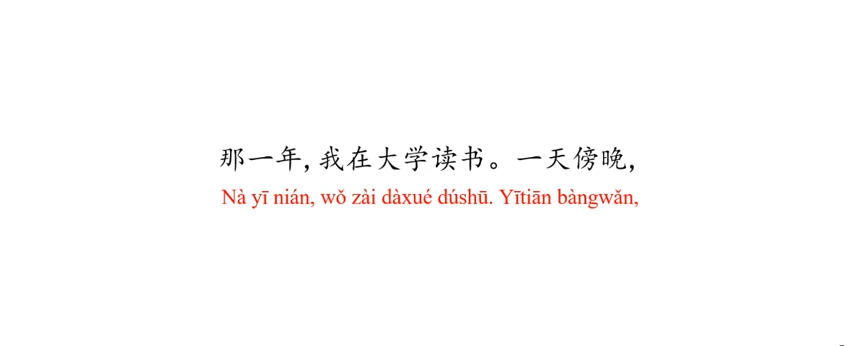 那一年,我在大学读书。一天傍晚,
Nà yī nián, wǒ zài dàxué dúshū. Yītiān bàngwǎn,